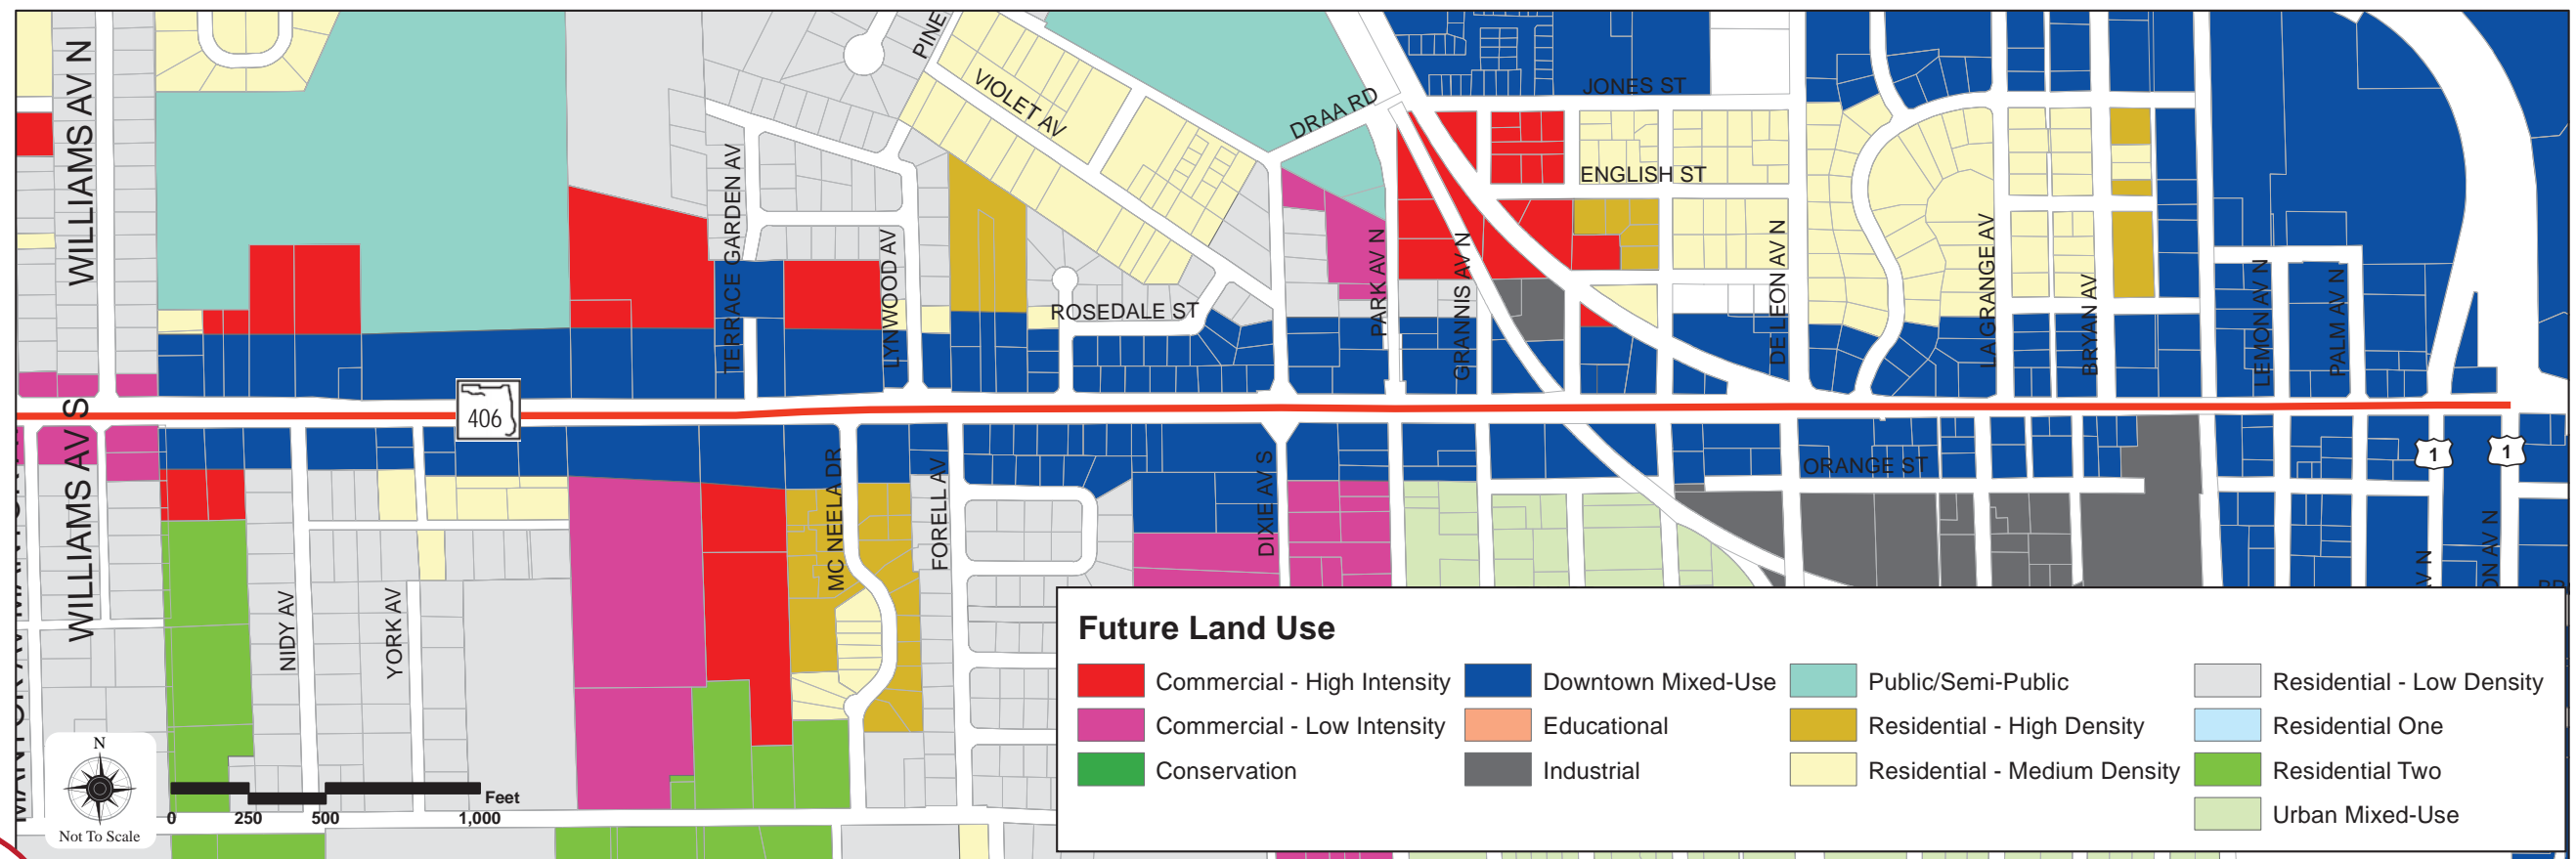 WILLIAMS AV N
PINE
VIOLET AV
DRAA RD
JONES ST
ENGLISH ST
TERRACE GARDEN AV
LYNWOOD AV
ROSEDALE ST
PARK AV N
GRANNIS AV N
DE LEON AV N
LA GRANGE AV
BRYAN AV
LEMON AV N
PALM AV N
406
WILLIAMS AV S
MC NEELA DR
FORELL AV
DIXIE AV S
ORANGE ST
1
1
NIDY AV
YORK AV
AV N
ON AV N
Future Land Use
Commercial - High Intensity
Downtown Mixed-Use
Public/Semi-Public
Residential - Low Density
Commercial - Low Intensity
Educational
Residential - High Density
Residential One
Conservation
Industrial
Residential - Medium Density
Residential Two
Urban Mixed-Use
N
Not To Scale
Feet
0 250 500 1,000